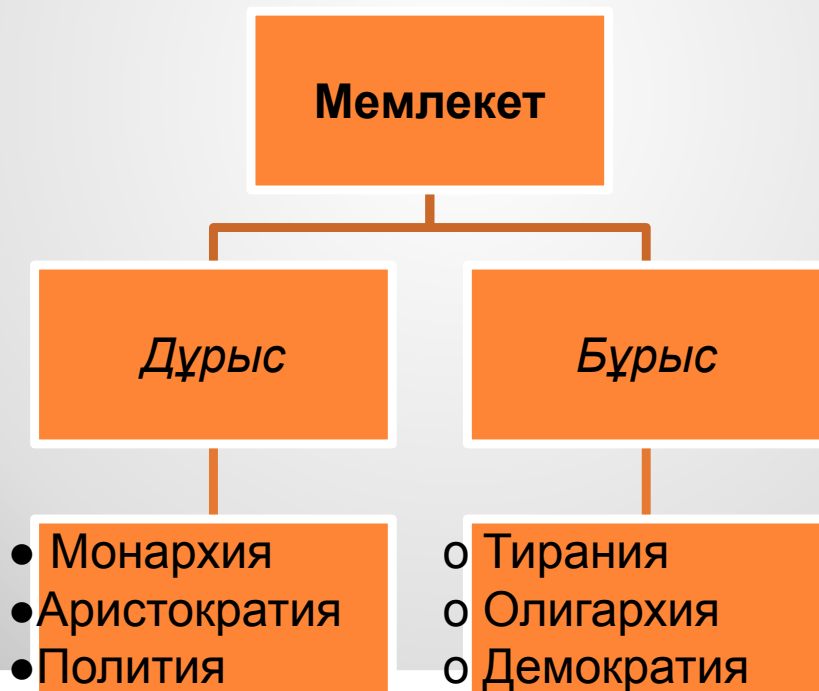 Мемлекет
Дұрыс
Бұрыс
● Монархия
●Аристократия
●Полития
o Тирания
o Олигархия
o Демократия